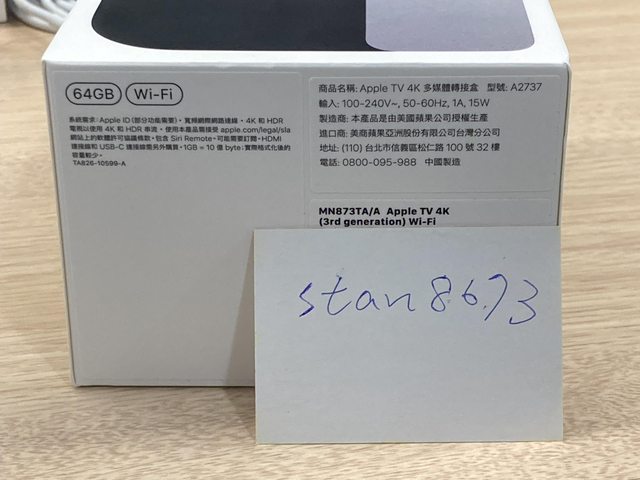 64GB Wi-Fi
系統需求：Apple ID (部分功能需要)，寬頻網際網路連線，4K 和 HDR
電視以使用 4K 和 HDR 串流，使用本產品需接受 apple.com/legal/sla
網站上的軟體許可協議條款，包含 Siri Remote，可能需要訂閱，HDMI
連接線和 USB-C 連接線需另外購買。1GB = 10 億 byte；實際格式化後的
容量較少。
TA826-10599-A
商品名稱: Apple TV 4K 多媒體轉接盒 型號: A2737
輸入: 100-240V~, 50-60Hz, 1A, 15W
製造商: 本產品是由美國蘋果公司授權生產
進口商: 美商蘋果亞洲股份有限公司台灣分公司
地址: (110) 台北市信義區松仁路 100 號 32 樓
電話: 0800-095-988 中國製造
MN873TA/A Apple TV 4K
(3rd generation) Wi-Fi
stan8673